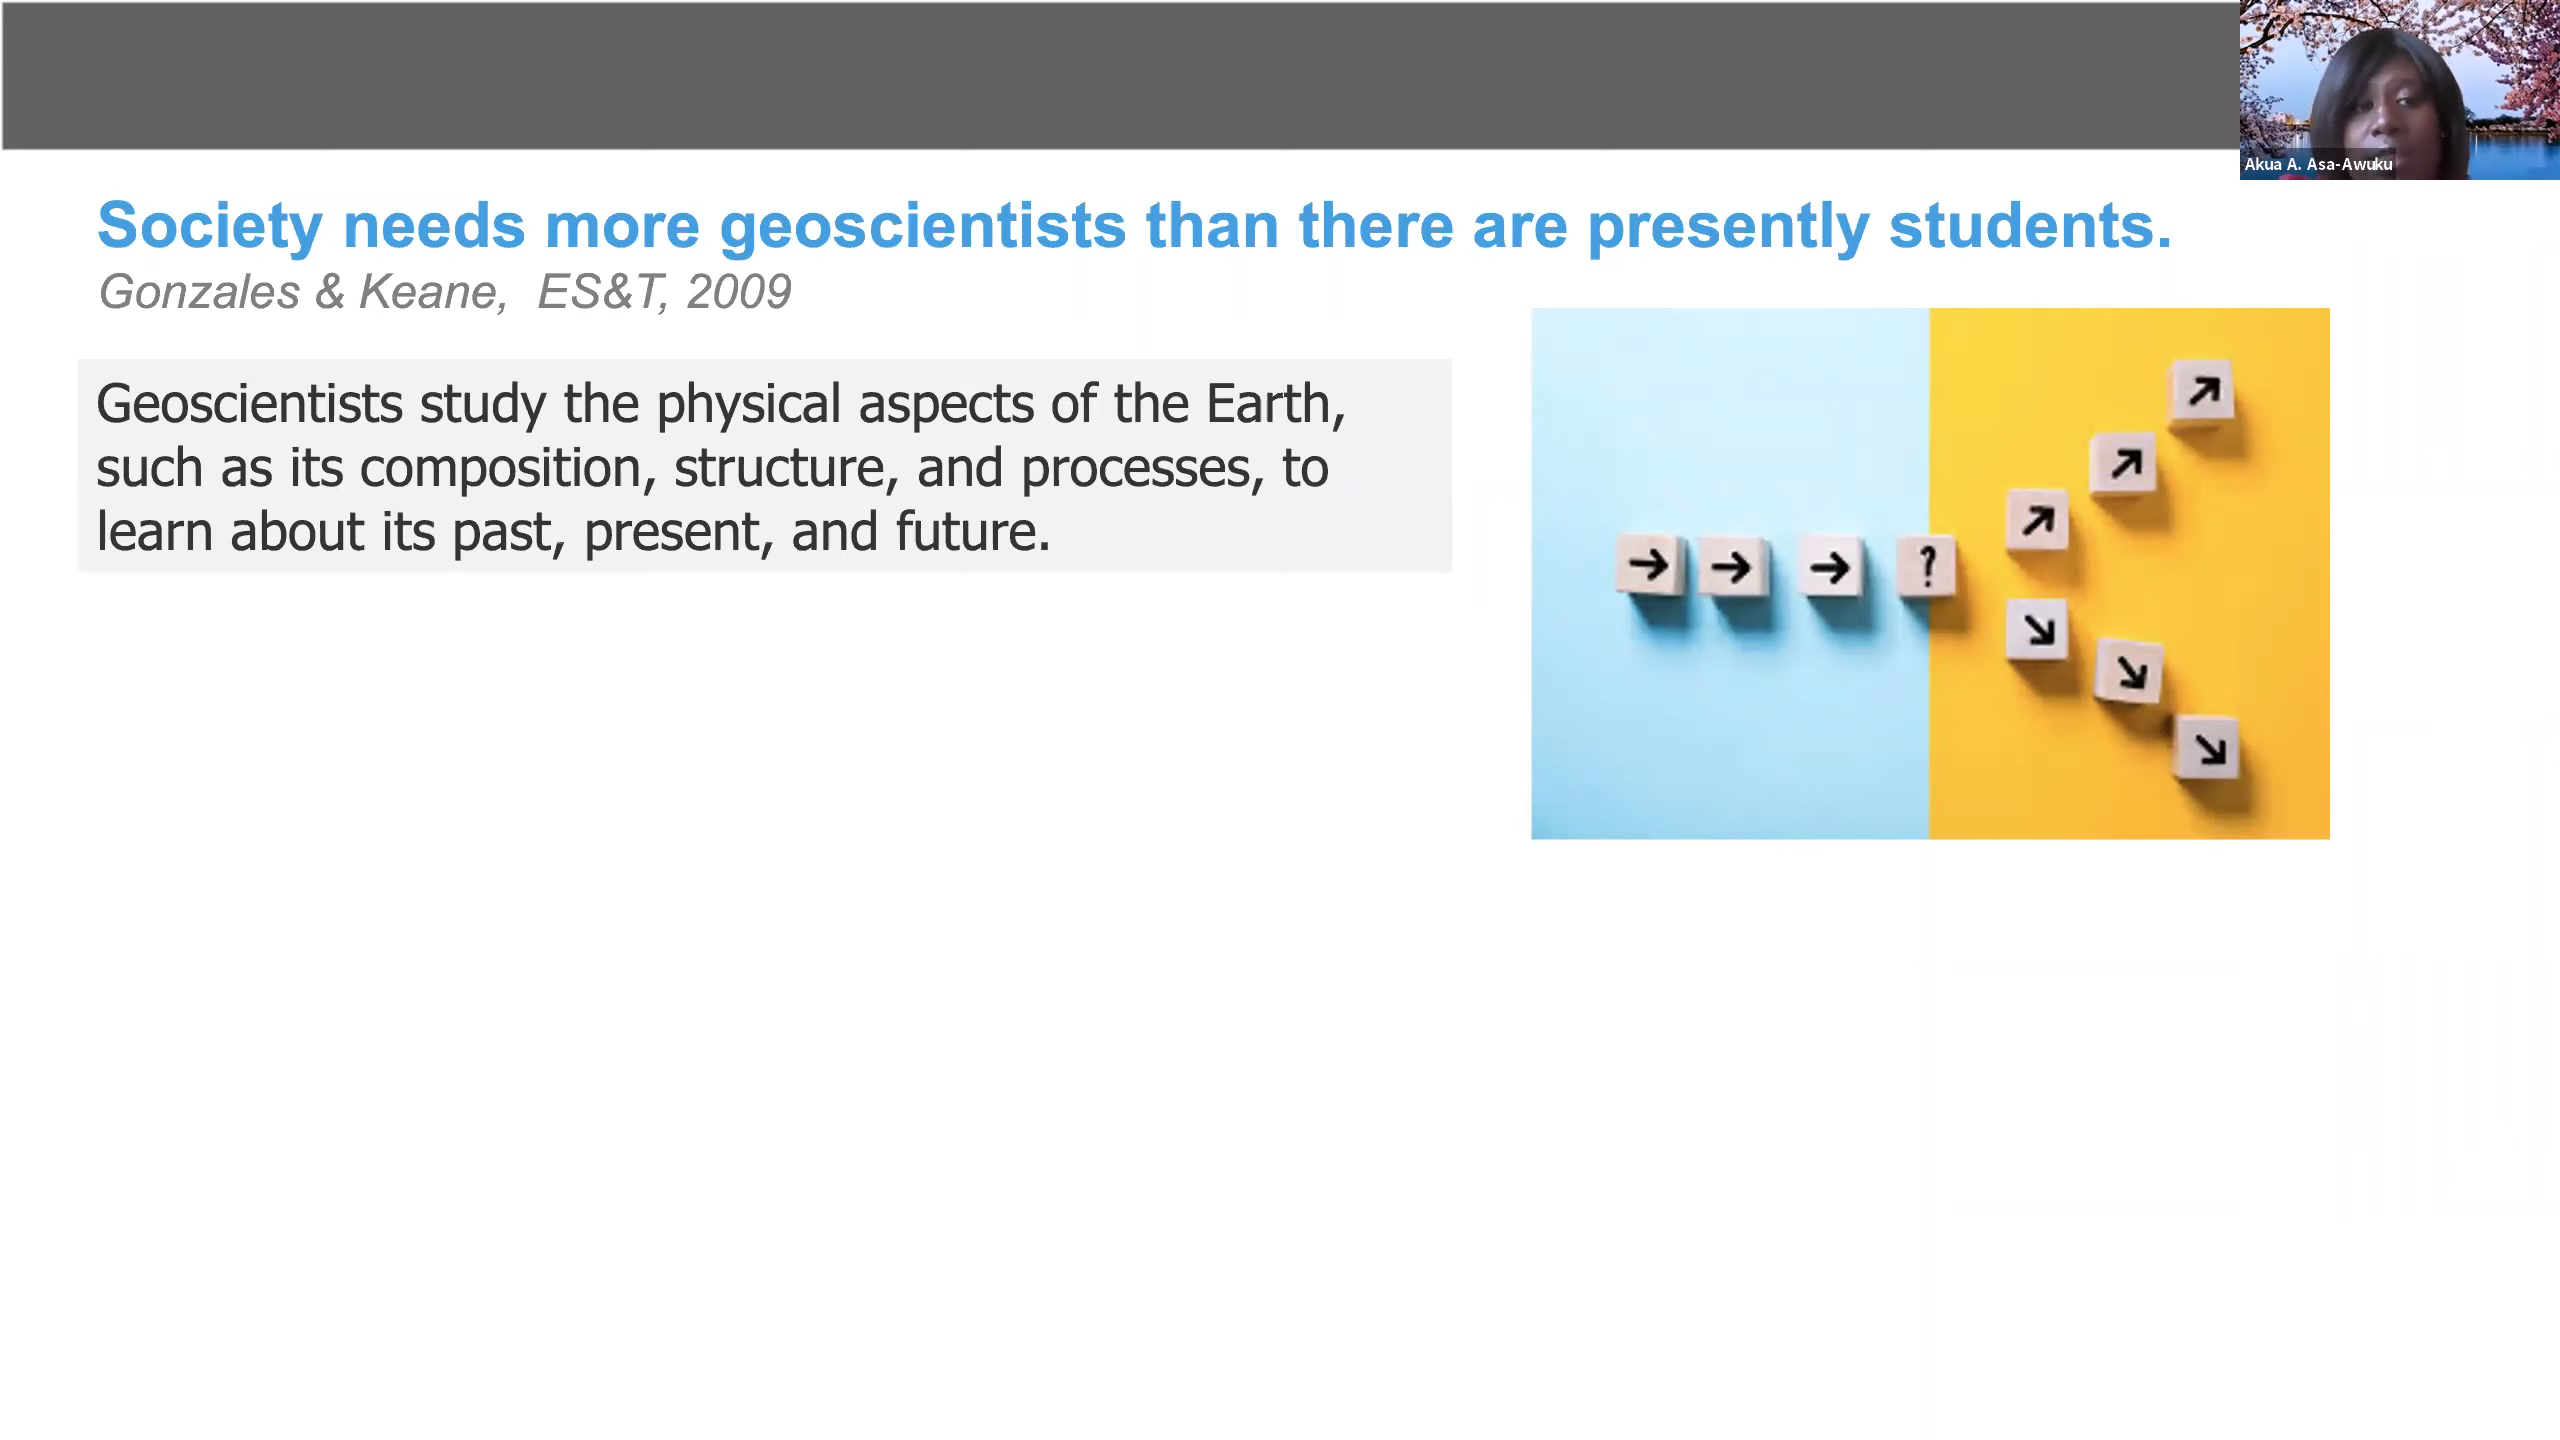 Akua A. Asa-Awuku
Society needs more geoscientists than there are presently students.
Gonzales & Keane,  ES&T, 2009
Geoscientists study the physical aspects of the Earth,
such as its composition, structure, and processes, to
learn about its past, present, and future.
?